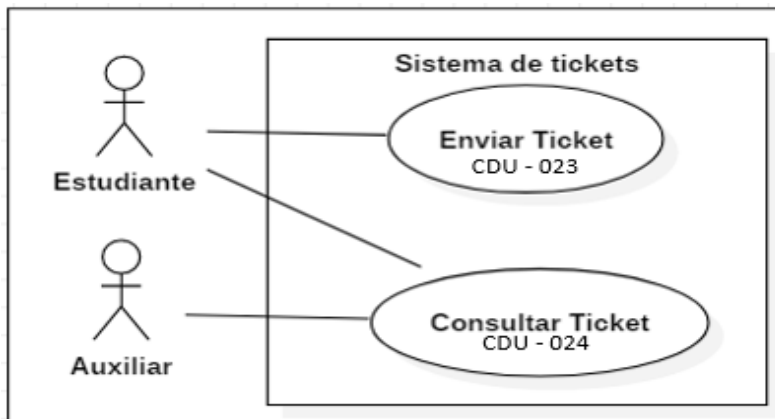 Sistema de tickets
Enviar Ticket
CDU - 023
Estudiante
Consultar Ticket
CDU - 024
Auxiliar